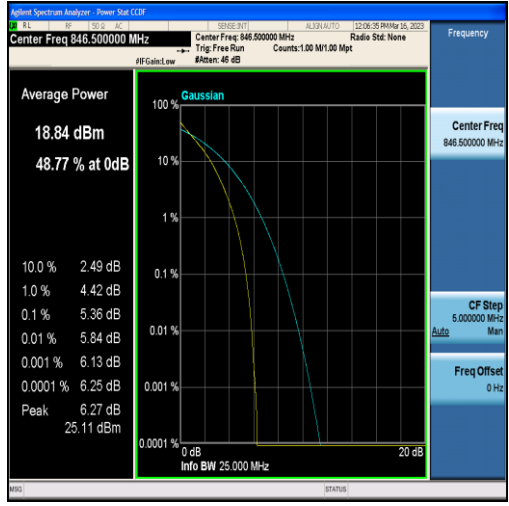 Agilent Spectrum Analyzer - Power Stat CCDF
RL RF 50 Ω AC SENSE:INT ALIGN AUTO 12:06:35 PM Mar 16, 2023
Center Freq 846.500000 MHz
Center Freq: 846.500000 MHz Radio Std: None
Trig: Free Run Counts:1.00 M/1.00 Mpt
#IFGain:Low #Atten: 46 dB
Frequency
Average Power
18.84 dBm
48.77 % at 0dB
10.0 % 2.49 dB
1.0 % 4.42 dB
0.1 % 5.36 dB
0.01 % 5.84 dB
0.001 % 6.13 dB
0.0001 % 6.25 dB
Peak 6.27 dB
25.11 dBm
Gaussian
100 %
10 %
1 %
0.1 %
0.01 %
0.001 %
0.0001 %
0 dB 20 dB
Info BW 25.000 MHz
Center Freq
846.500000 MHz
CF Step
5.000000 MHz
Auto Man
Freq Offset
0 Hz
MSG STATUS